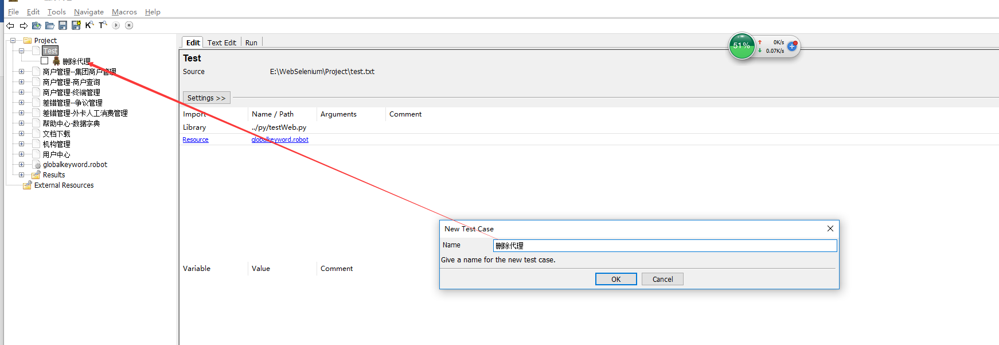 File Edit Tools Navigate Macros Help
Project
Test
删除代理
商户管理--集团商户管理
商户管理-商户查询
商户管理-终端管理
差错管理--争议管理
差错管理-外卡人工消费管理
帮助中心-数据字典
文档下载
机构管理
用户中心
globalkeyword.robot
Results
External Resources
Edit Text Edit Run
Test
Source E:\WebSelenium\Project\test.txt
Settings >>
Import Name / Path Arguments Comment
Library ../py/testWeb.py
Resource globalkeyword.robot
Variable Value Comment
51% 0K/s
0.07K/s
New Test Case
Name 删除代理
Give a name for the new test case.
OK Cancel